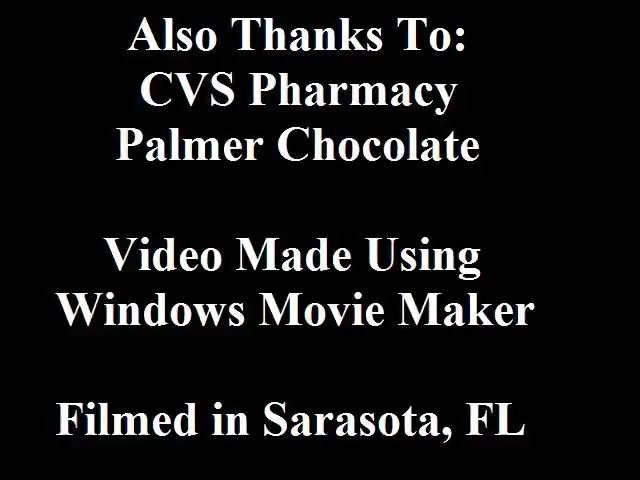 Also Thanks To:
CVS Pharmacy
Palmer Chocolate
Video Made Using
Windows Movie Maker
Filmed in Sarasota, FL